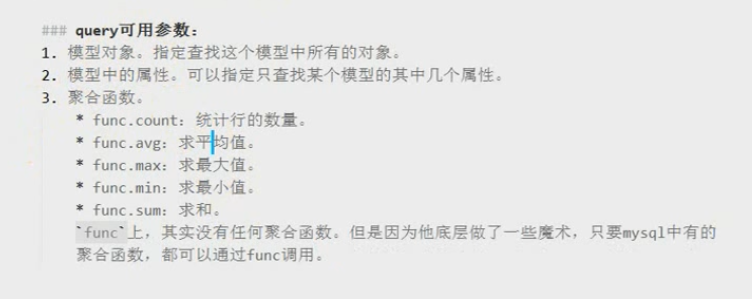 ### query可用参数：
1. 模型对象。指定查找这个模型中所有的对象。
2. 模型中的属性。可以指定只查找某个模型的其中几个属性。
3. 聚合函数。
* func.count：统计行的数量。
* func.avg：求平均值。
* func.max：求最大值。
* func.min：求最小值。
* func.sum：求和。
`func`上，其实没有任何聚合函数。但是因为他底层做了一些魔术，只要mysql中有的
聚合函数，都可以通过func调用。